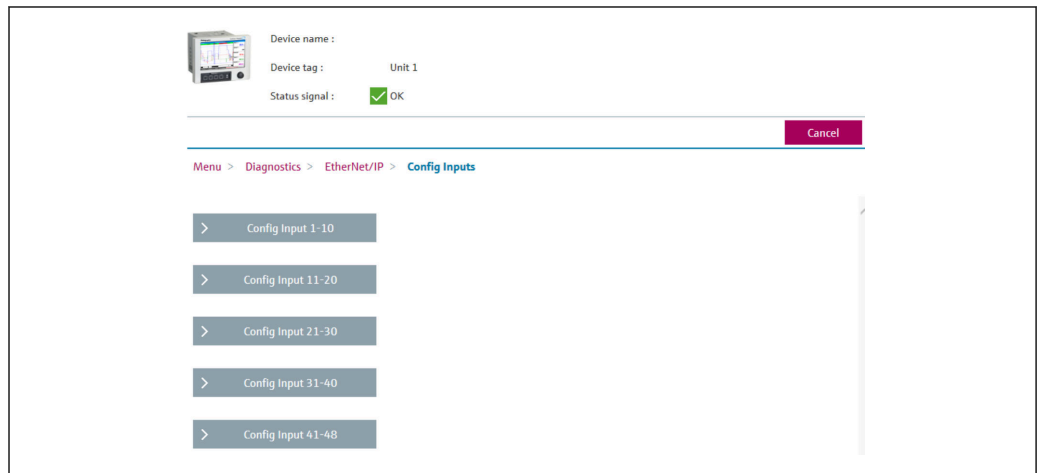 Device name :
Device tag : Unit 1
Status signal : OK
Cancel
Menu > Diagnostics > EtherNet/IP > Config Inputs
> Config Input 1-10
> Config Input 11-20
> Config Input 21-30
> Config Input 31-40
> Config Input 41-48